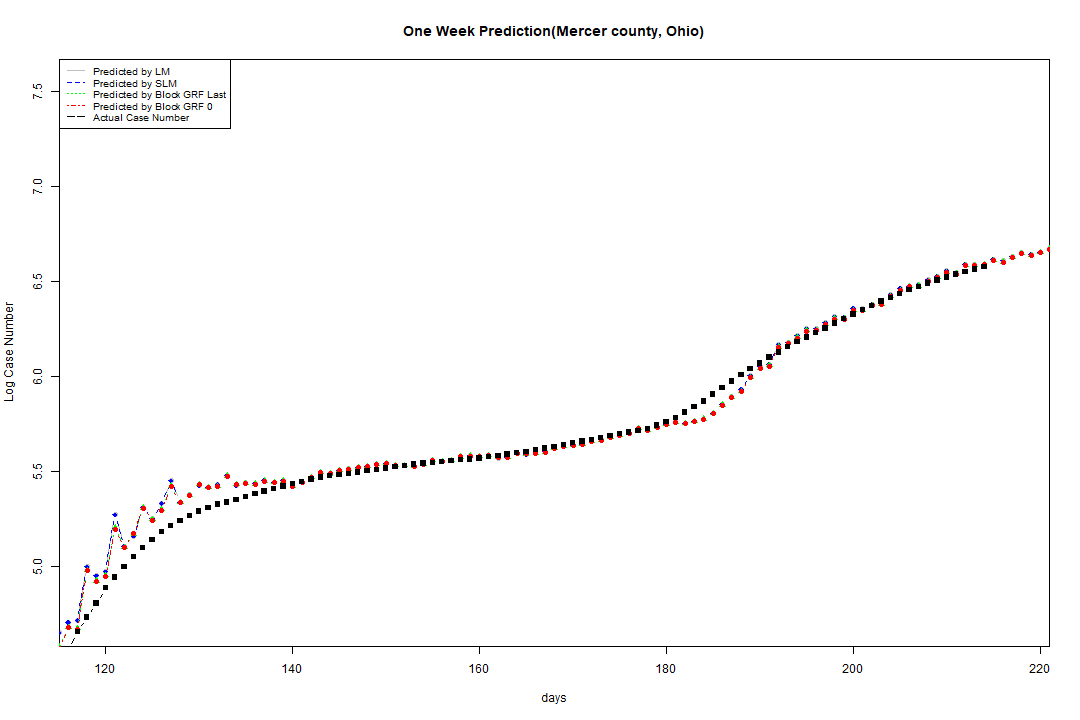 One Week Prediction(Mercer county, Ohio)
Predicted by LM
Predicted by SLM
Predicted by Block GRF Last
Predicted by Block GRF 0
Actual Case Number
7.5
7.0
6.5
6.0
5.5
5.0
Log Case Number
120 140 160 180 200 220
days